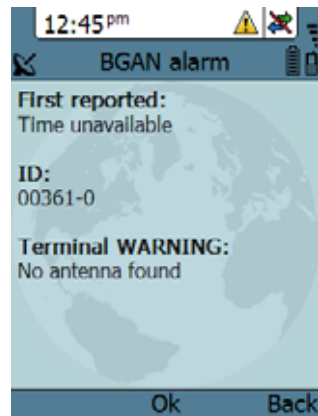 12:45pm
BGAN alarm
First reported:
Time unavailable
ID:
00361-0
Terminal WARNING:
No antenna found
Ok Back